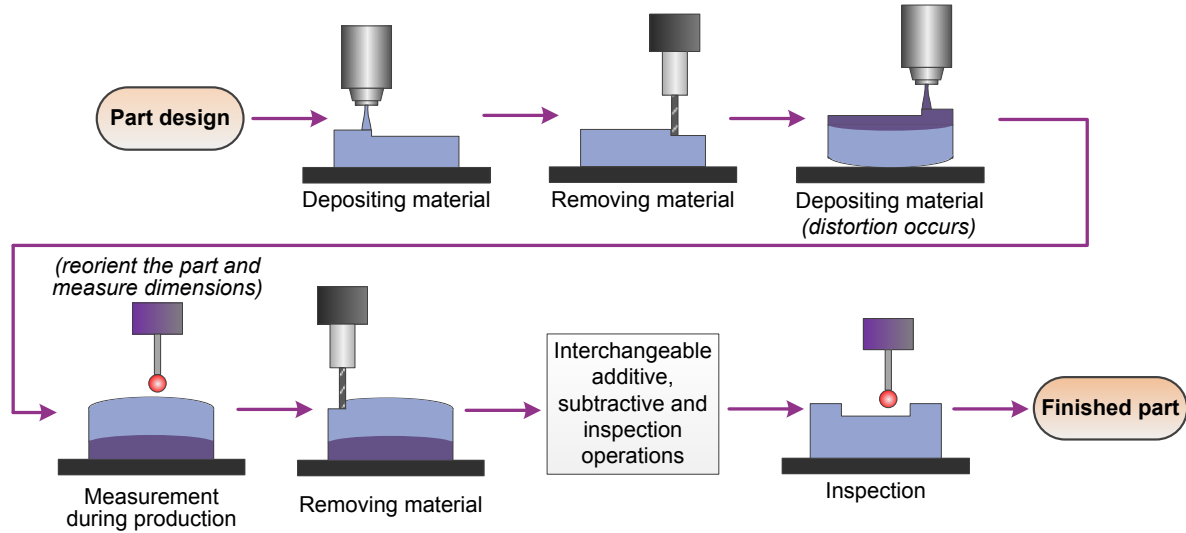 Part design
Depositing material
Removing material
Depositing material
(distortion occurs)
(reorient the part and
measure dimensions)
Measurement
during production
Removing material
Interchangeable
additive,
subtractive and
inspection
operations
Inspection
Finished part